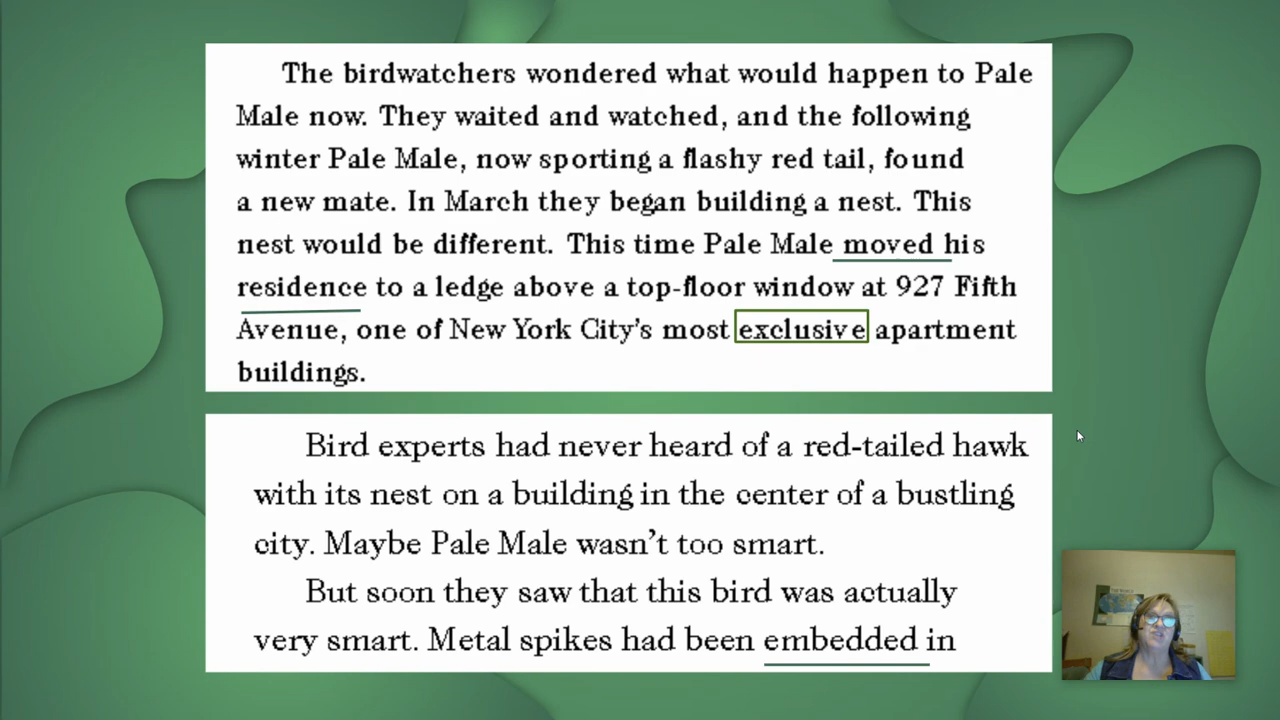 The birdwatchers wondered what would happen to Pale
Male now. They waited and watched, and the following
winter Pale Male, now sporting a flashy red tail, found
a new mate. In March they began building a nest. This
nest would be different. This time Pale Male moved his
residence to a ledge above a top-floor window at 927 Fifth
Avenue, one of New York City's most exclusive apartment
buildings.
Bird experts had never heard of a red-tailed hawk
with its nest on a building in the center of a bustling
city. Maybe Pale Male wasn't too smart.
But soon they saw that this bird was actually
very smart. Metal spikes had been embedded in